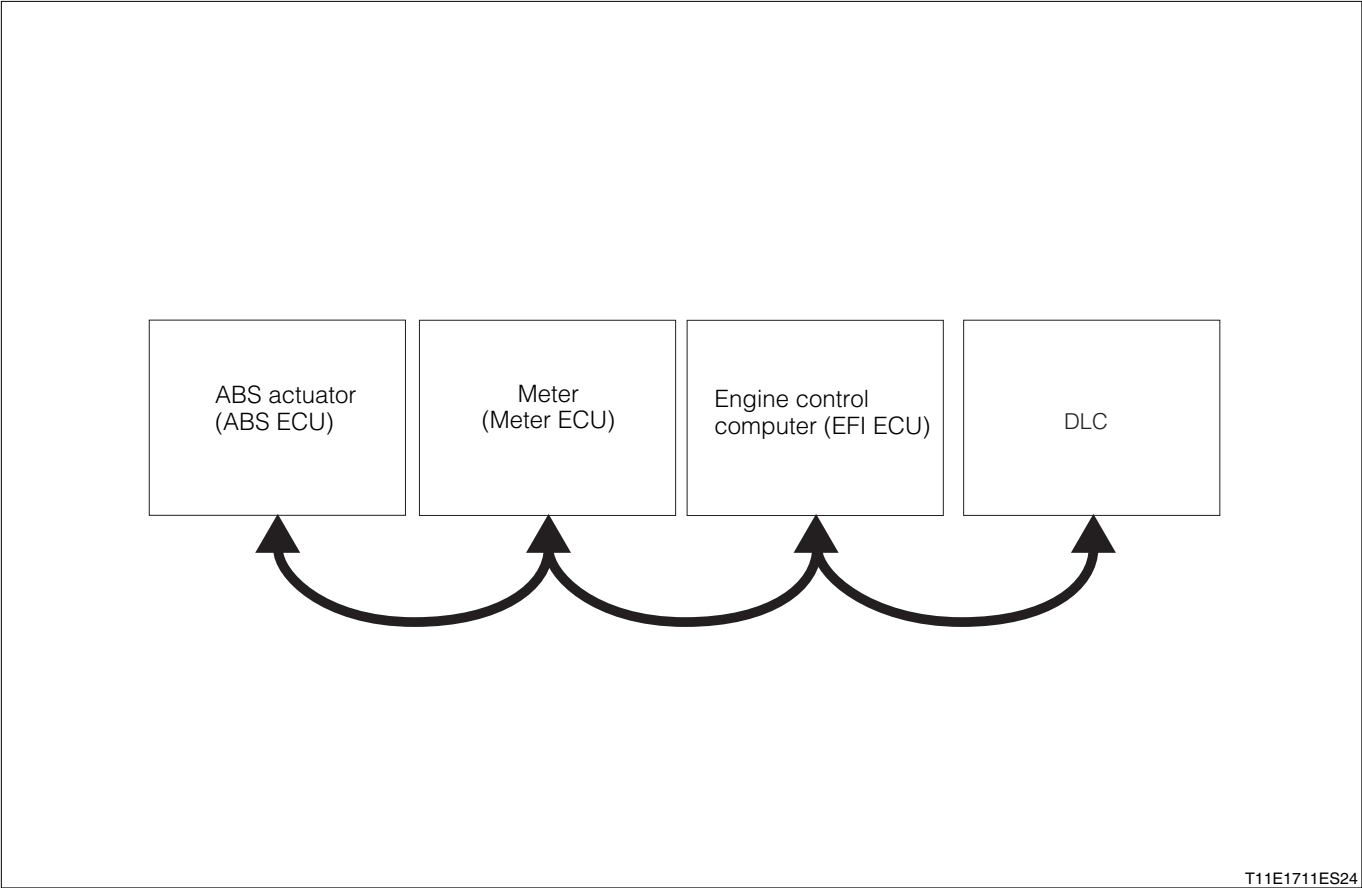 ABS actuator
(ABS ECU)
Meter
(Meter ECU)
Engine control
computer (EFI ECU)
DLC
T11E1711ES24